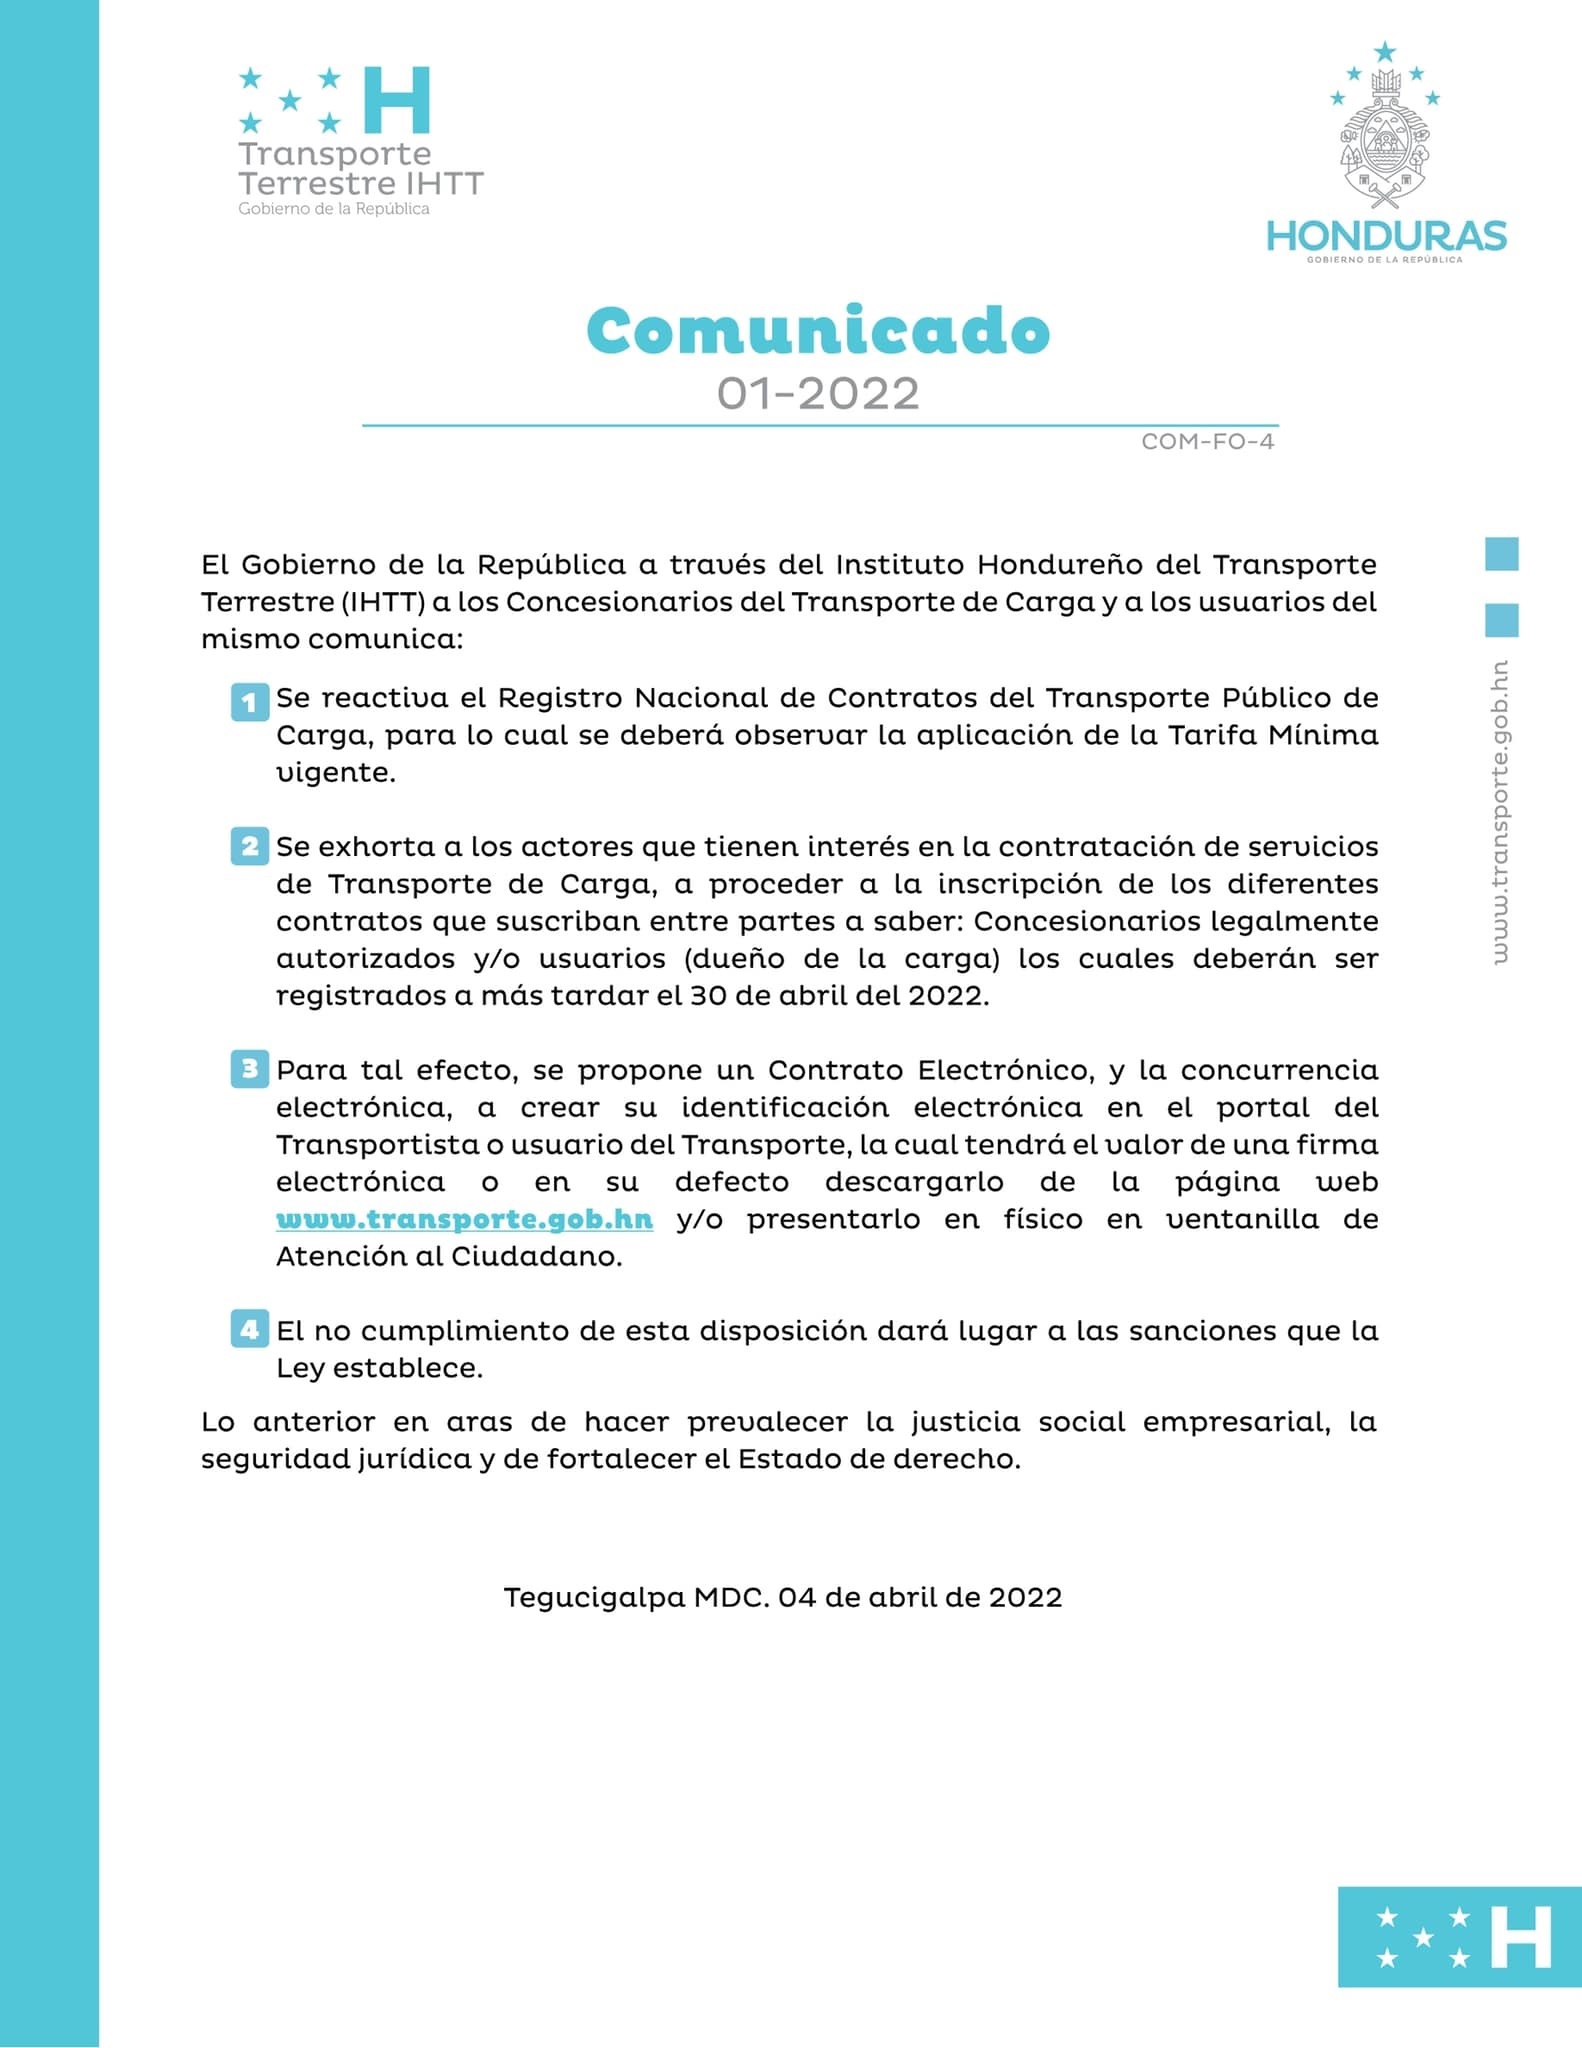 H
Transporte
Terrestre IHTT
Gobierno de la República
HONDURAS
GOBIERNO DE LA REPÚBLICA
Comunicado
01-2022
COM-FO-4
El Gobierno de la República a través del Instituto Hondureño del Transporte
Terrestre (IHTT) a los Concesionarios del Transporte de Carga y a los usuarios del
mismo comunica:
1 Se reactiva el Registro Nacional de Contratos del Transporte Público de
Carga, para lo cual se deberá observar la aplicación de la Tarifa Mínima
vigente.
2 Se exhorta a los actores que tienen interés en la contratación de servicios
de Transporte de Carga, a proceder a la inscripción de los diferentes
contratos que suscriban entre partes a saber: Concesionarios legalmente
autorizados y/o usuarios (dueño de la carga) los cuales deberán ser
registrados a más tardar el 30 de abril del 2022.
3 Para tal efecto, se propone un Contrato Electrónico, y la concurrencia
electrónica, a crear su identificación electrónica en el portal del
Transportista o usuario del Transporte, la cual tendrá el valor de una firma
electrónica o en su defecto descargarlo de la página web
www.transporte.gob.hn y/o presentarlo en físico en ventanilla de
Atención al Ciudadano.
4 El no cumplimiento de esta disposición dará lugar a las sanciones que la
Ley establece.
Lo anterior en aras de hacer prevalecer la justicia social empresarial, la
seguridad jurídica y de fortalecer el Estado de derecho.
Tegucigalpa MDC. 04 de abril de 2022
www.transporte.gob.hn
H